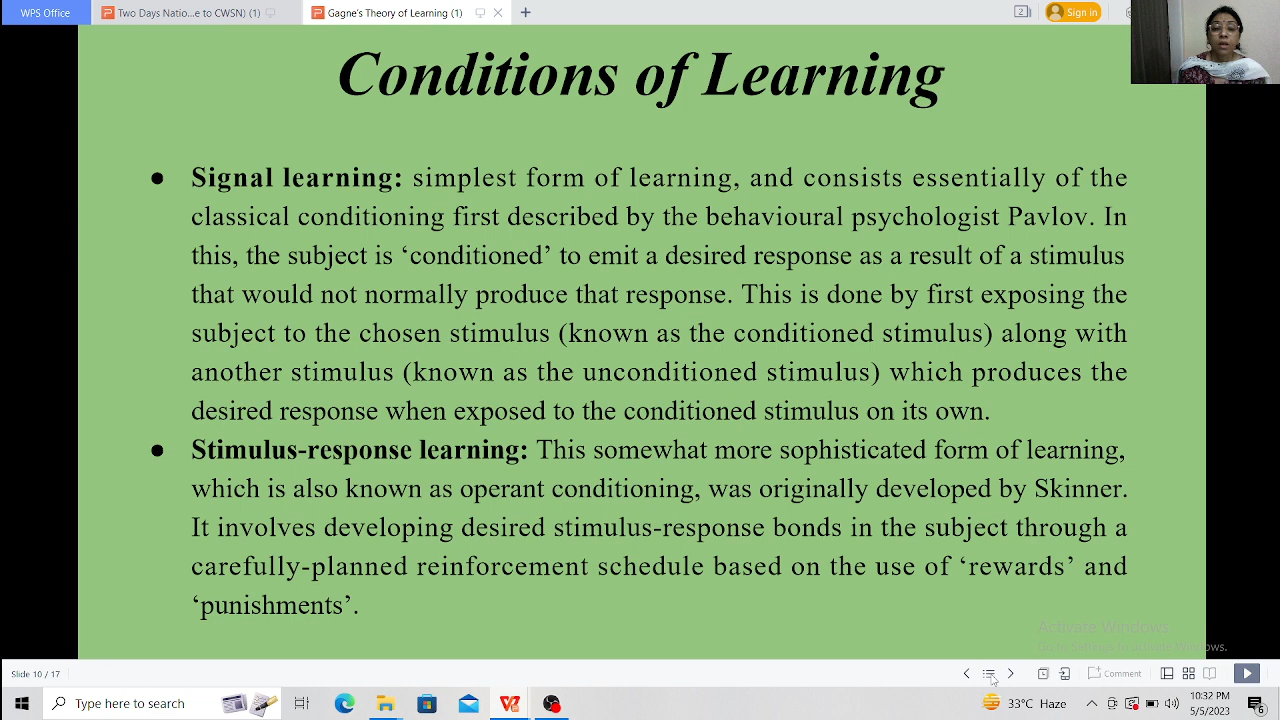 WPS Office
Two Days Natio...e to CWSN) (1)
Gagne's Theory of Learning (1)
+
2
Sign in
Conditions of Learning
● Signal learning: simplest form of learning, and consists essentially of the
classical conditioning first described by the behavioural psychologist Pavlov. In
this, the subject is ‘conditioned’ to emit a desired response as a result of a stimulus
that would not normally produce that response. This is done by first exposing the
subject to the chosen stimulus (known as the conditioned stimulus) along with
another stimulus (known as the unconditioned stimulus) which produces the
desired response when exposed to the conditioned stimulus on its own.
● Stimulus-response learning: This somewhat more sophisticated form of learning,
which is also known as operant conditioning, was originally developed by Skinner.
It involves developing desired stimulus-response bonds in the subject through a
carefully-planned reinforcement schedule based on the use of ‘rewards’ and
‘punishments’.
Activate Windows
Go to Settings to activate Windows.
Slide 10 / 17
Comment
Type here to search
33°C Haze
10:32 PM
5/5/2023
6